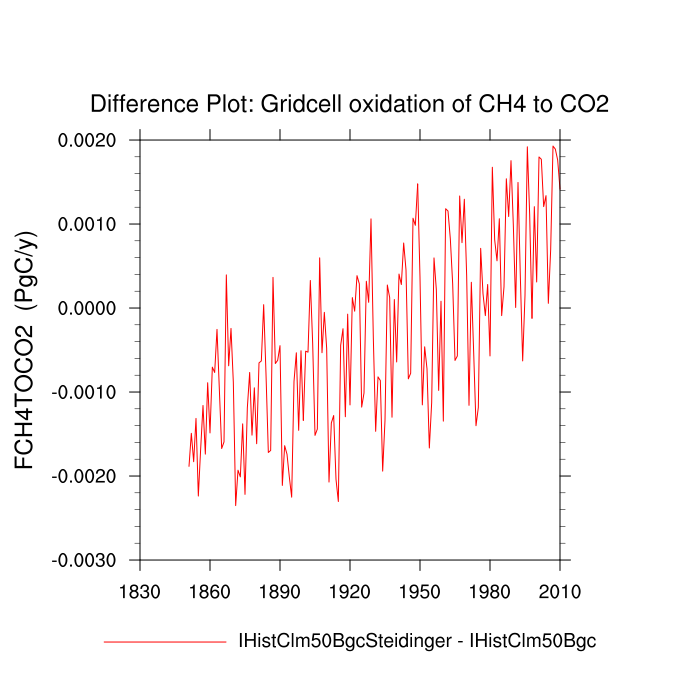 Difference Plot: Gridcell oxidation of CH4 to CO2
FCH4TOCO2 (PgC/y)
0.0020
0.0010
0.0000
-0.0010
-0.0020
-0.0030
1830 1860 1890 1920 1950 1980 2010
IHistClm50BgcSteidinger - IHistClm50Bgc